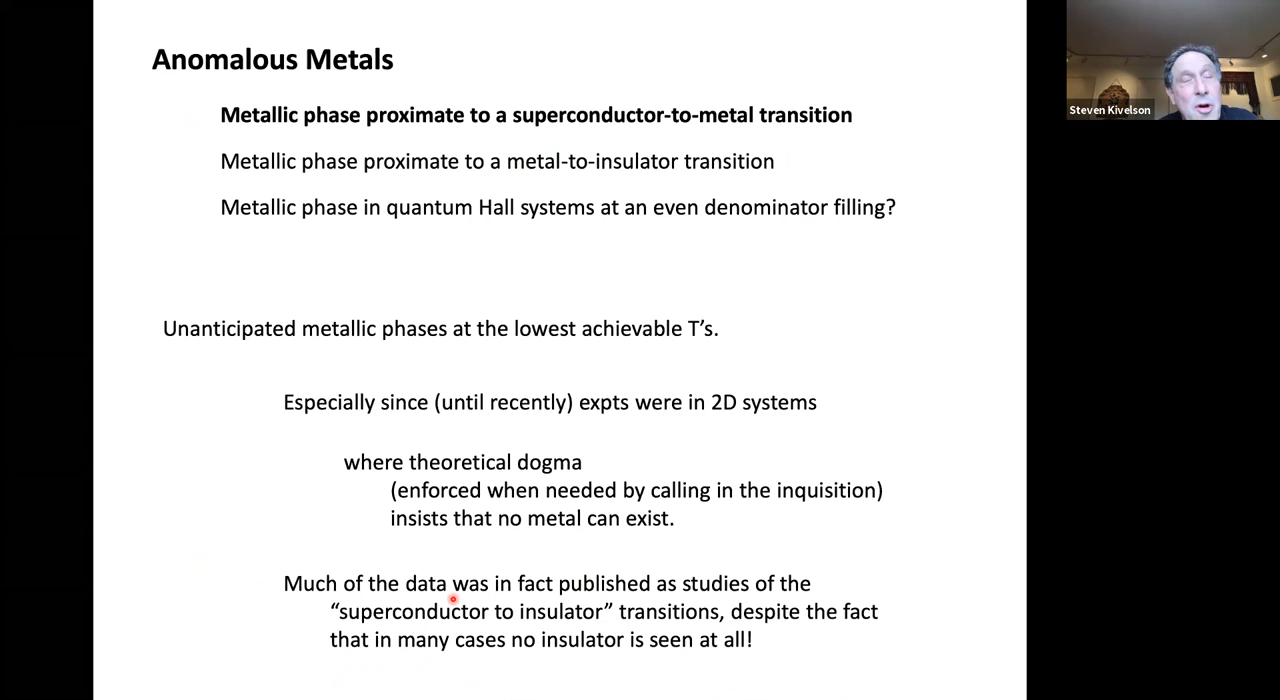 Anomalous Metals
Metallic phase proximate to a superconductor-to-metal transition
Metallic phase proximate to a metal-to-insulator transition
Metallic phase in quantum Hall systems at an even denominator filling?
Unanticipated metallic phases at the lowest achievable T's.
Especially since (until recently) expts were in 2D systems
where theoretical dogma
(enforced when needed by calling in the inquisition)
insists that no metal can exist.
Much of the data was in fact published as studies of the
“superconductor to insulator” transitions, despite the fact
that in many cases no insulator is seen at all!
Steven Kivelson